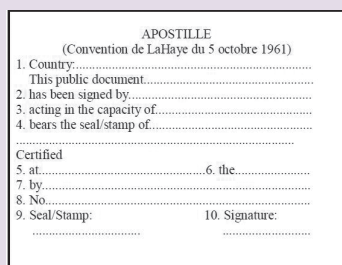 APOSTILLE
(Convention de LaHaye du 5 octobre 1961)
1. Country:..............................................................
This public document............................................
2. has been signed by................................................
3. acting in the capacity of.........................................
4. bears the seal/stamp of...........................................
..................................................................
Certified
5. at............................................6. the....................
7. by......................................................................
8. No......................................................................
9. Seal/Stamp: 10. Signature:
............................ .......................